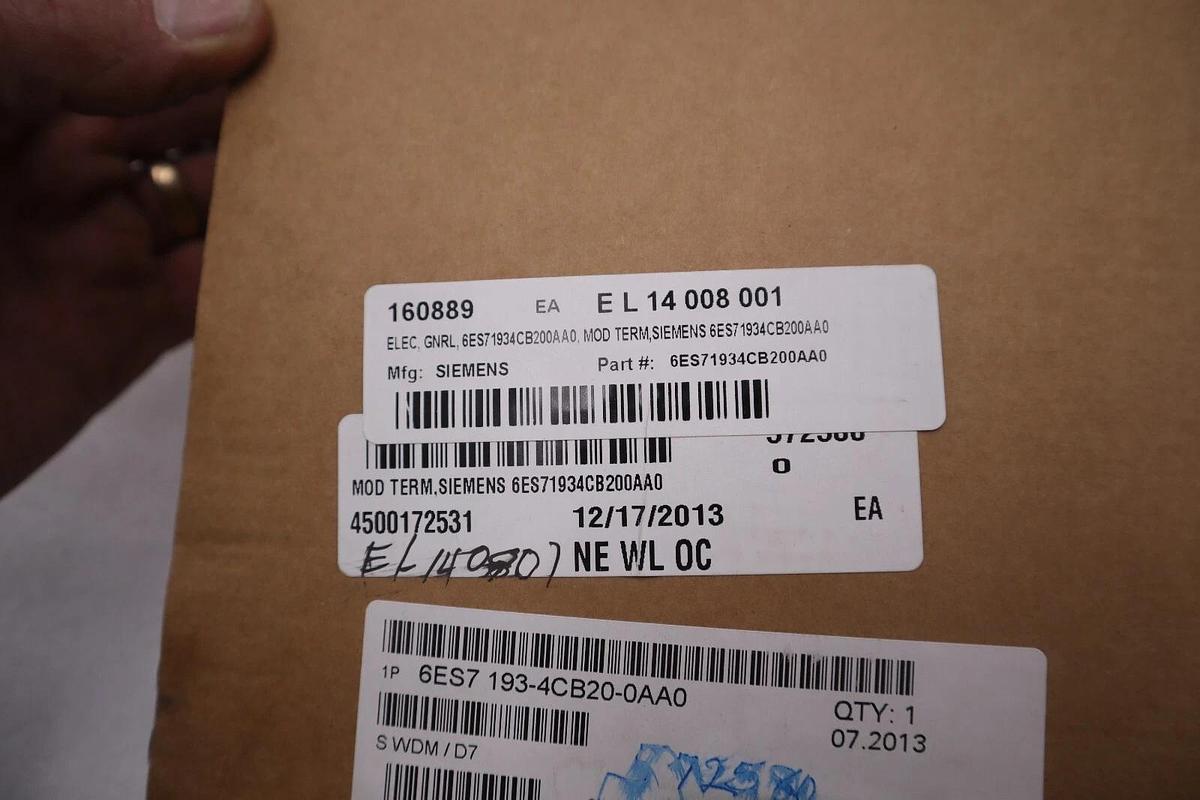 160889 EA E L 14 008 001
ELEC, GNRL, 6ES71934CB200AA0, MOD TERM,SIEMENS 6ES71934CB200AA0
Mfg: SIEMENS Part #: 6ES71934CB200AA0
0
MOD TERM,SIEMENS 6ES71934CB200AA0
4500172531 12/17/2013 EA
NE WL OC
1P 6ES7 193-4CB20-0AA0
QTY: 1
07.2013
S WDM / D7